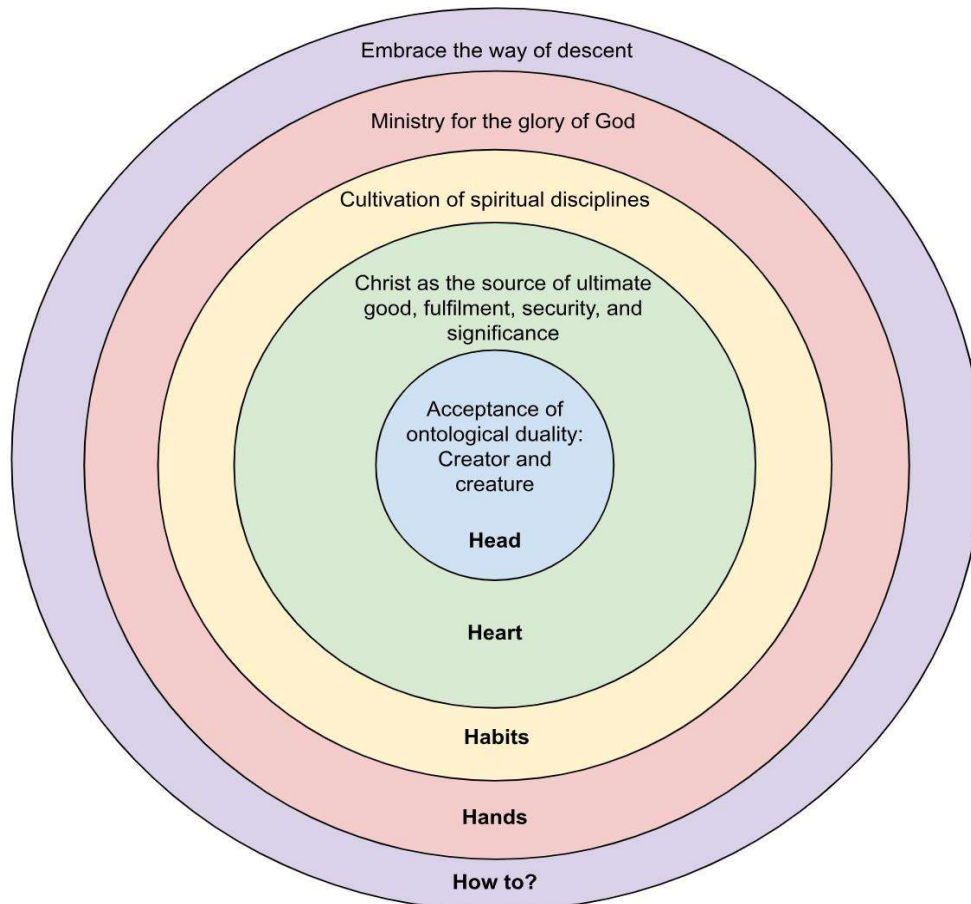 Embrace the way of descent
Ministry for the glory of God
Cultivation of spiritual disciplines
Christ as the source of ultimate
good, fulfilment, security, and
significance
Acceptance of
ontological duality:
Creator and
creature
Head
Heart
Habits
Hands
How to?